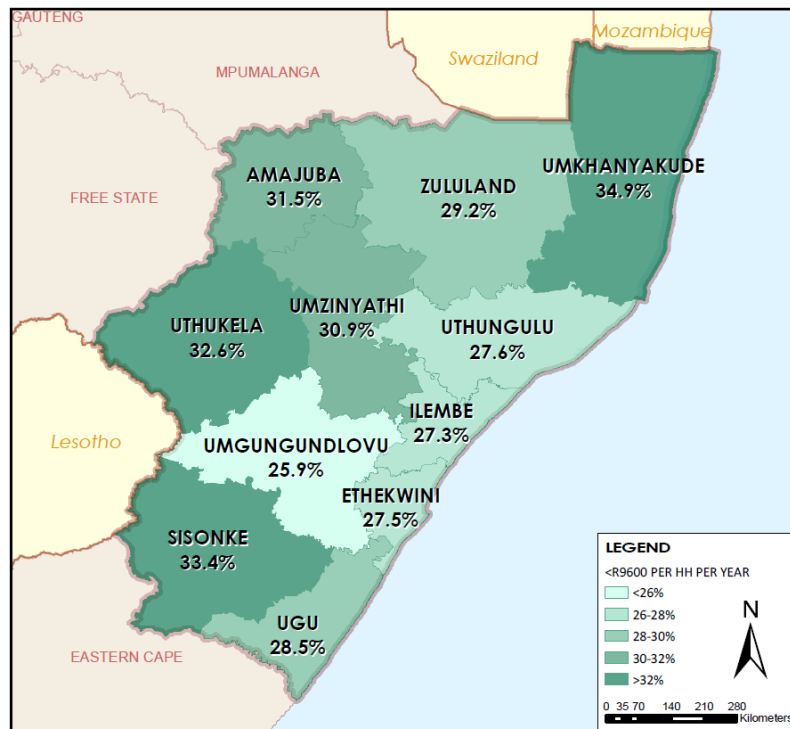 GAUTENG
Mozambique
Swaziland
MPUMALANGA
AMAJUBA
31.5%
ZULULAND
29.2%
UMKHANYAKUDE
34.9%
FREE STATE
UMZINYATHI
30.9%
UTHUKELA
32.6%
UTHUNGULU
27.6%
ILEMBE
27.3%
Lesotho
UMGUNGUNDLOVU
25.9%
ETHEKWINI
27.5%
SISONKE
33.4%
UGU
28.5%
EASTERN CAPE
LEGEND
<R9600 PER HH PER YEAR
<26%
26-28%
28-30%
30-32%
>32%
N
0 35 70 140 210 280
Kilometers